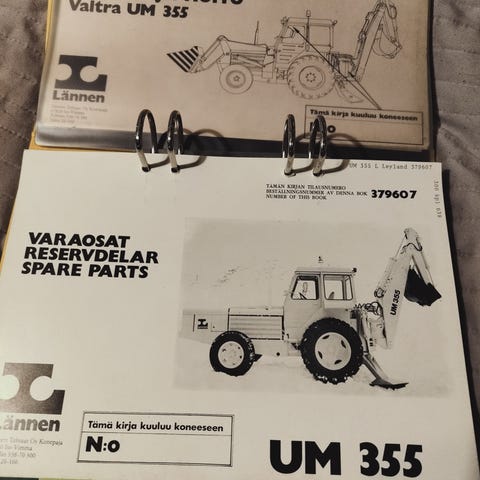 Valtra UM 355
Lännen
Tämä kirja kuuluu koneeseen
N:O
UM 355 L Leyland 379607
TÄMÄN KIRJAN TILAUSNUMERO
BESTÄLLNINGSNUMMER AV DENNA BOK 379607
NUMBER OF THIS BOOK
VARAOSAT
RESERVDELAR
SPARE PARTS
UM 355
ännen
Tämä kirja kuuluu koneeseen
N:O
UM 355